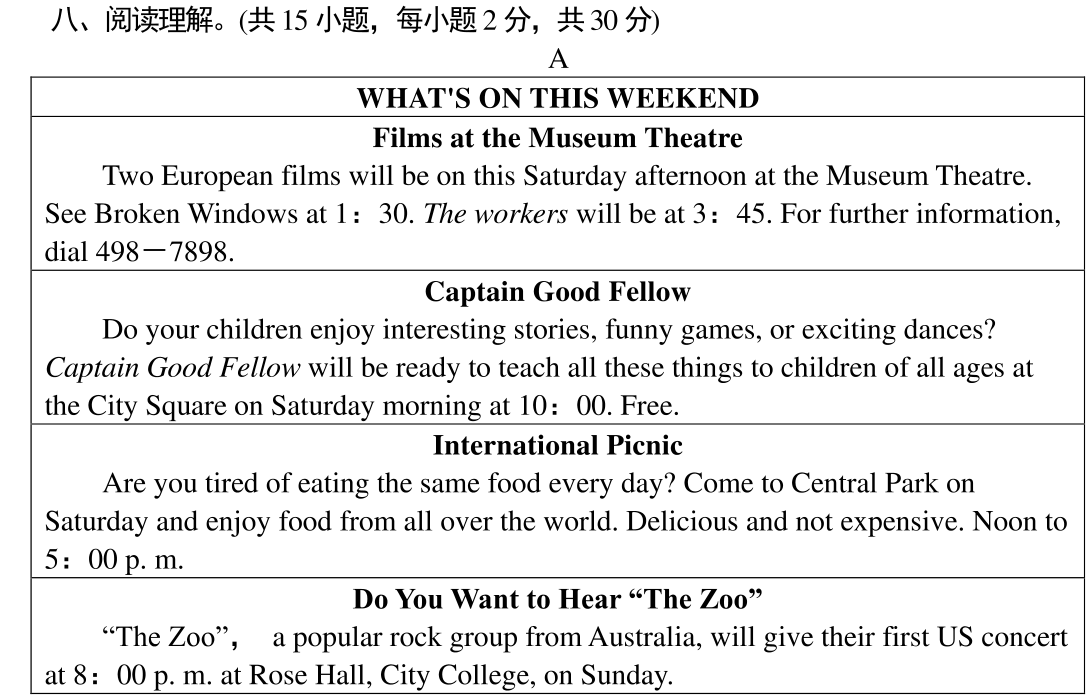 八、阅读理解。(共 15 小题，每小题 2 分，共 30 分)
A
WHAT'S ON THIS WEEKEND
Films at the Museum Theatre
Two European films will be on this Saturday afternoon at the Museum Theatre.
See Broken Windows at 1：30. The workers will be at 3：45. For further information,
dial 498－7898.
Captain Good Fellow
Do your children enjoy interesting stories, funny games, or exciting dances?
Captain Good Fellow will be ready to teach all these things to children of all ages at
the City Square on Saturday morning at 10：00. Free.
International Picnic
Are you tired of eating the same food every day? Come to Central Park on
Saturday and enjoy food from all over the world. Delicious and not expensive. Noon to
5：00 p. m.
Do You Want to Hear “The Zoo”
“The Zoo”， a popular rock group from Australia, will give their first US concert
at 8：00 p. m. at Rose Hall, City College, on Sunday.